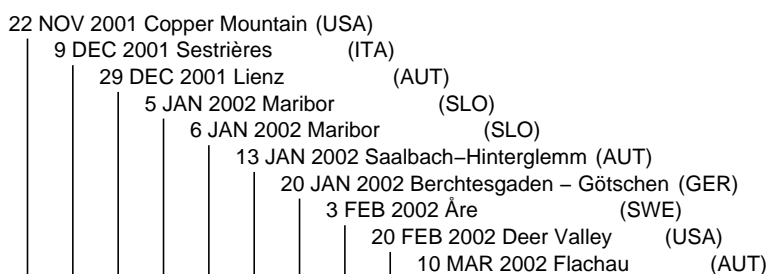 22 NOV 2001 Copper Mountain (USA)
9 DEC 2001 Sestrières (ITA)
29 DEC 2001 Lienz (AUT)
5 JAN 2002 Maribor (SLO)
6 JAN 2002 Maribor (SLO)
13 JAN 2002 Saalbach−Hinterglemm (AUT)
20 JAN 2002 Berchtesgaden − Götschen (GER)
3 FEB 2002 Åre (SWE)
20 FEB 2002 Deer Valley (USA)
10 MAR 2002 Flachau (AUT)